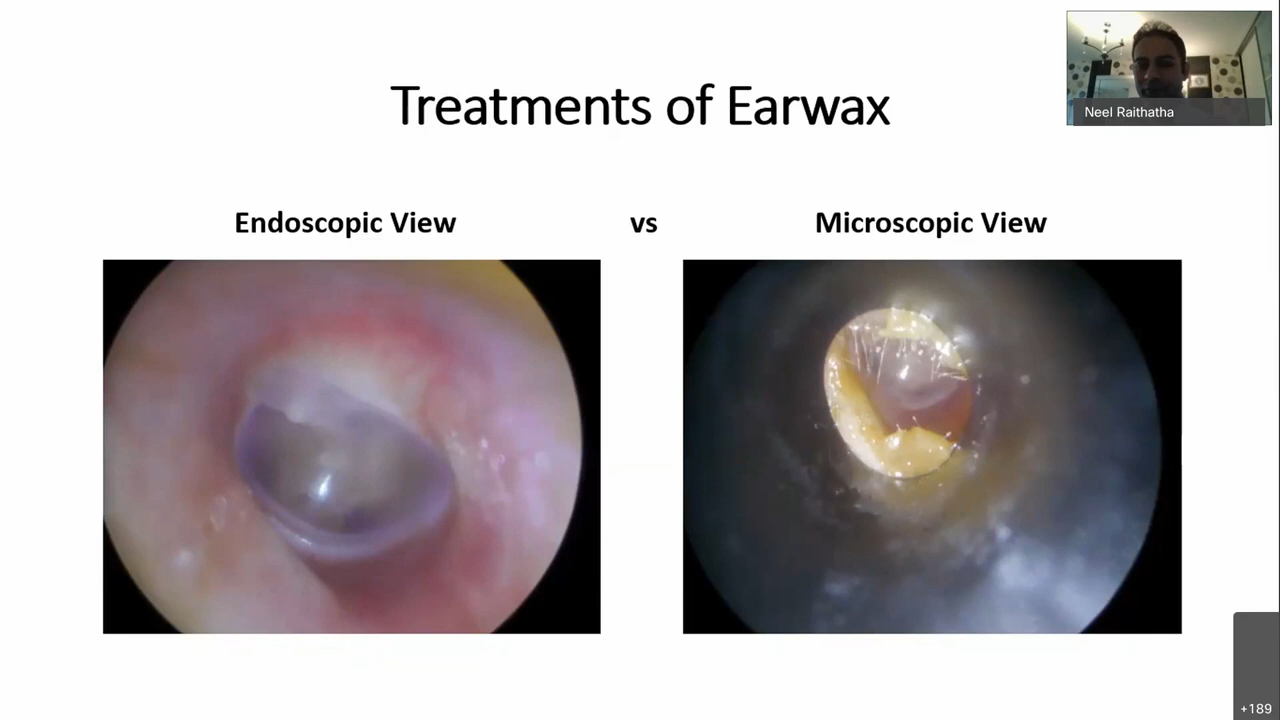 Treatments of Earwax
Neel Raithatha
Endoscopic View vs Microscopic View
+189